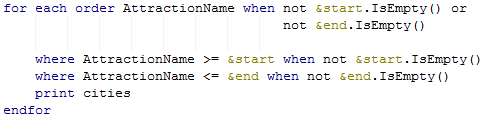 for each order AttractionName when not &start.IsEmpty() or
not &end.IsEmpty()
where AttractionName >= &start when not &start.IsEmpty()
where AttractionName <= &end when not &end.IsEmpty()
print cities
endfor